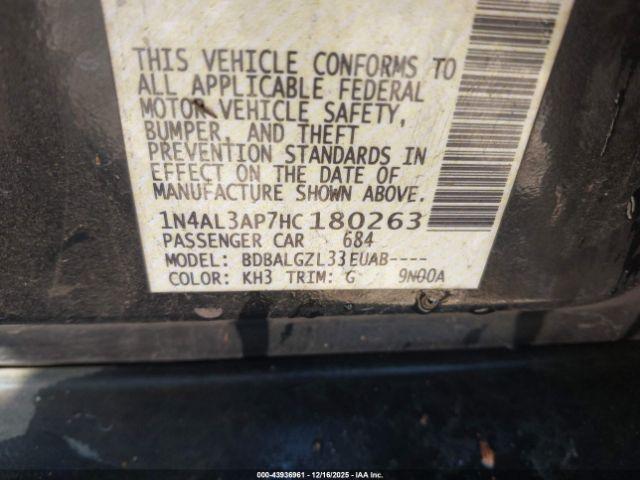 THIS VEHICLE CONFORMS TO
ALL APPLICABLE FEDERAL
MOTOR VEHICLE SAFETY,
BUMPER, AND THEFT
PREVENTION STANDARDS IN
EFFECT ON THE DATE OF
MANUFACTURE SHOWN ABOVE.
1N4AL3AP7HC180263
PASSENGER CAR 684
MODEL: BDBALGZL33EUAB----
COLOR: KH3 TRIM: G 9N00A
000-43936961 - 12/16/2025 - IAA Inc.